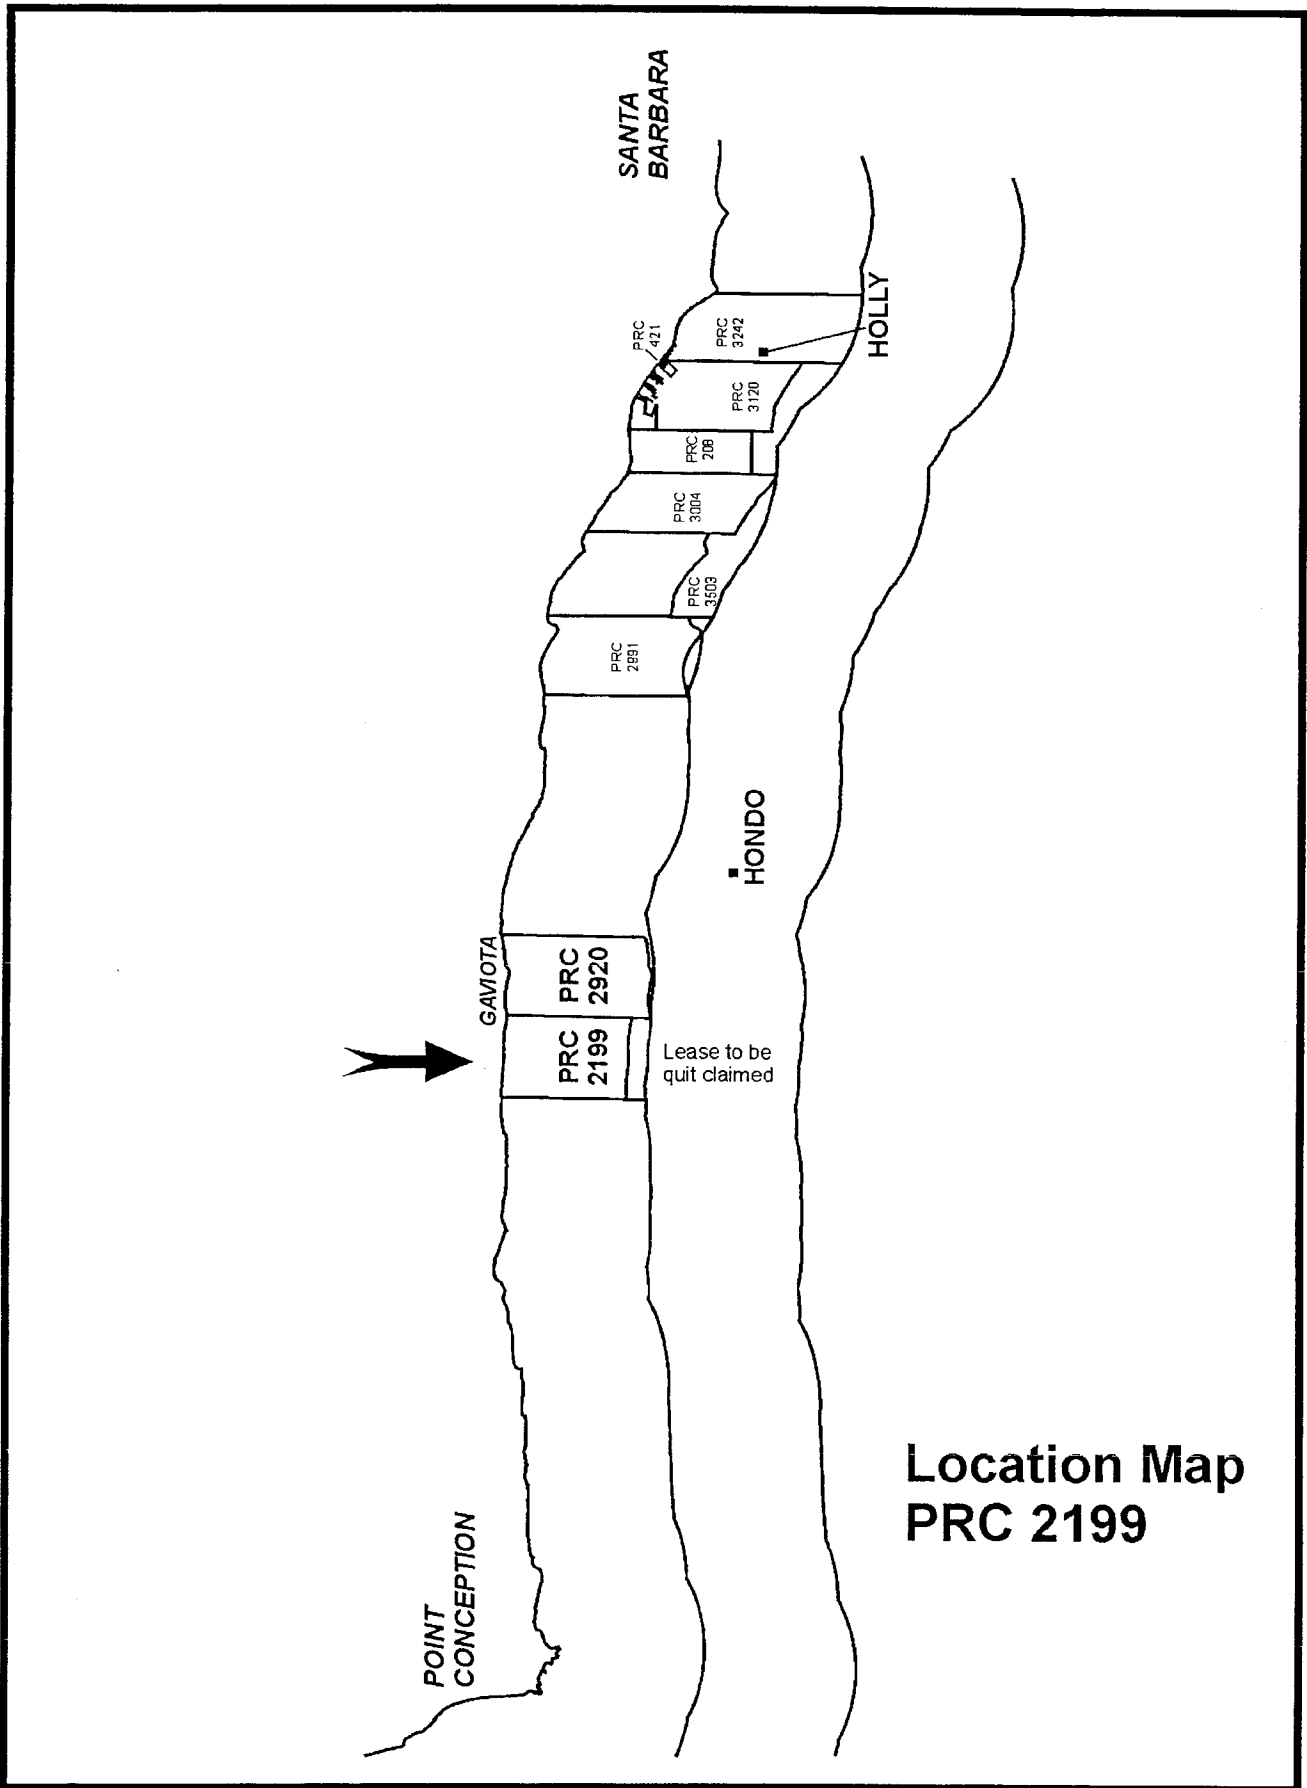 SANTA
BARBARA
PRC
421
PRC
3242
HOLLY
PRC
3120
PRC
208
PRC
3004
PRC
3503
PRC
2891
HONDO
GAVIOTA
PRC
2920
PRC
2199
Lease to be
quit claimed
POINT
CONCEPTION
Location Map
PRC 2199